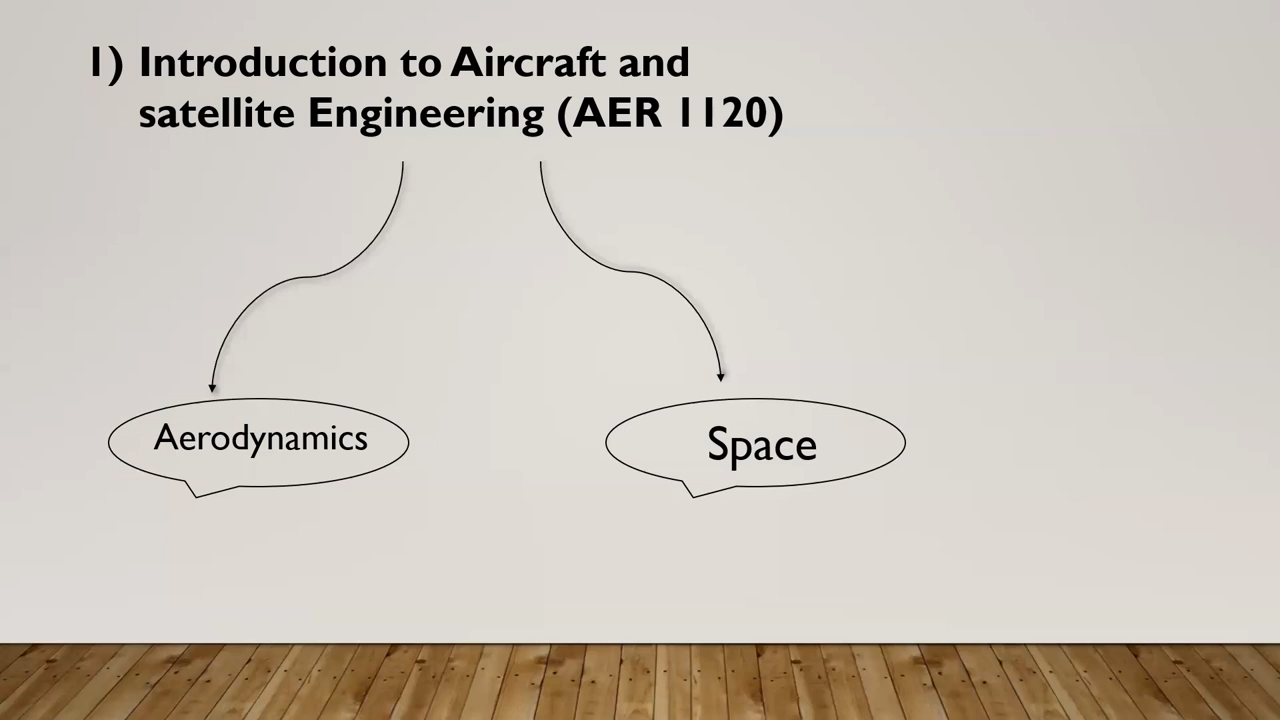 1) Introduction to Aircraft and
satellite Engineering (AER 1120)
Aerodynamics
Space